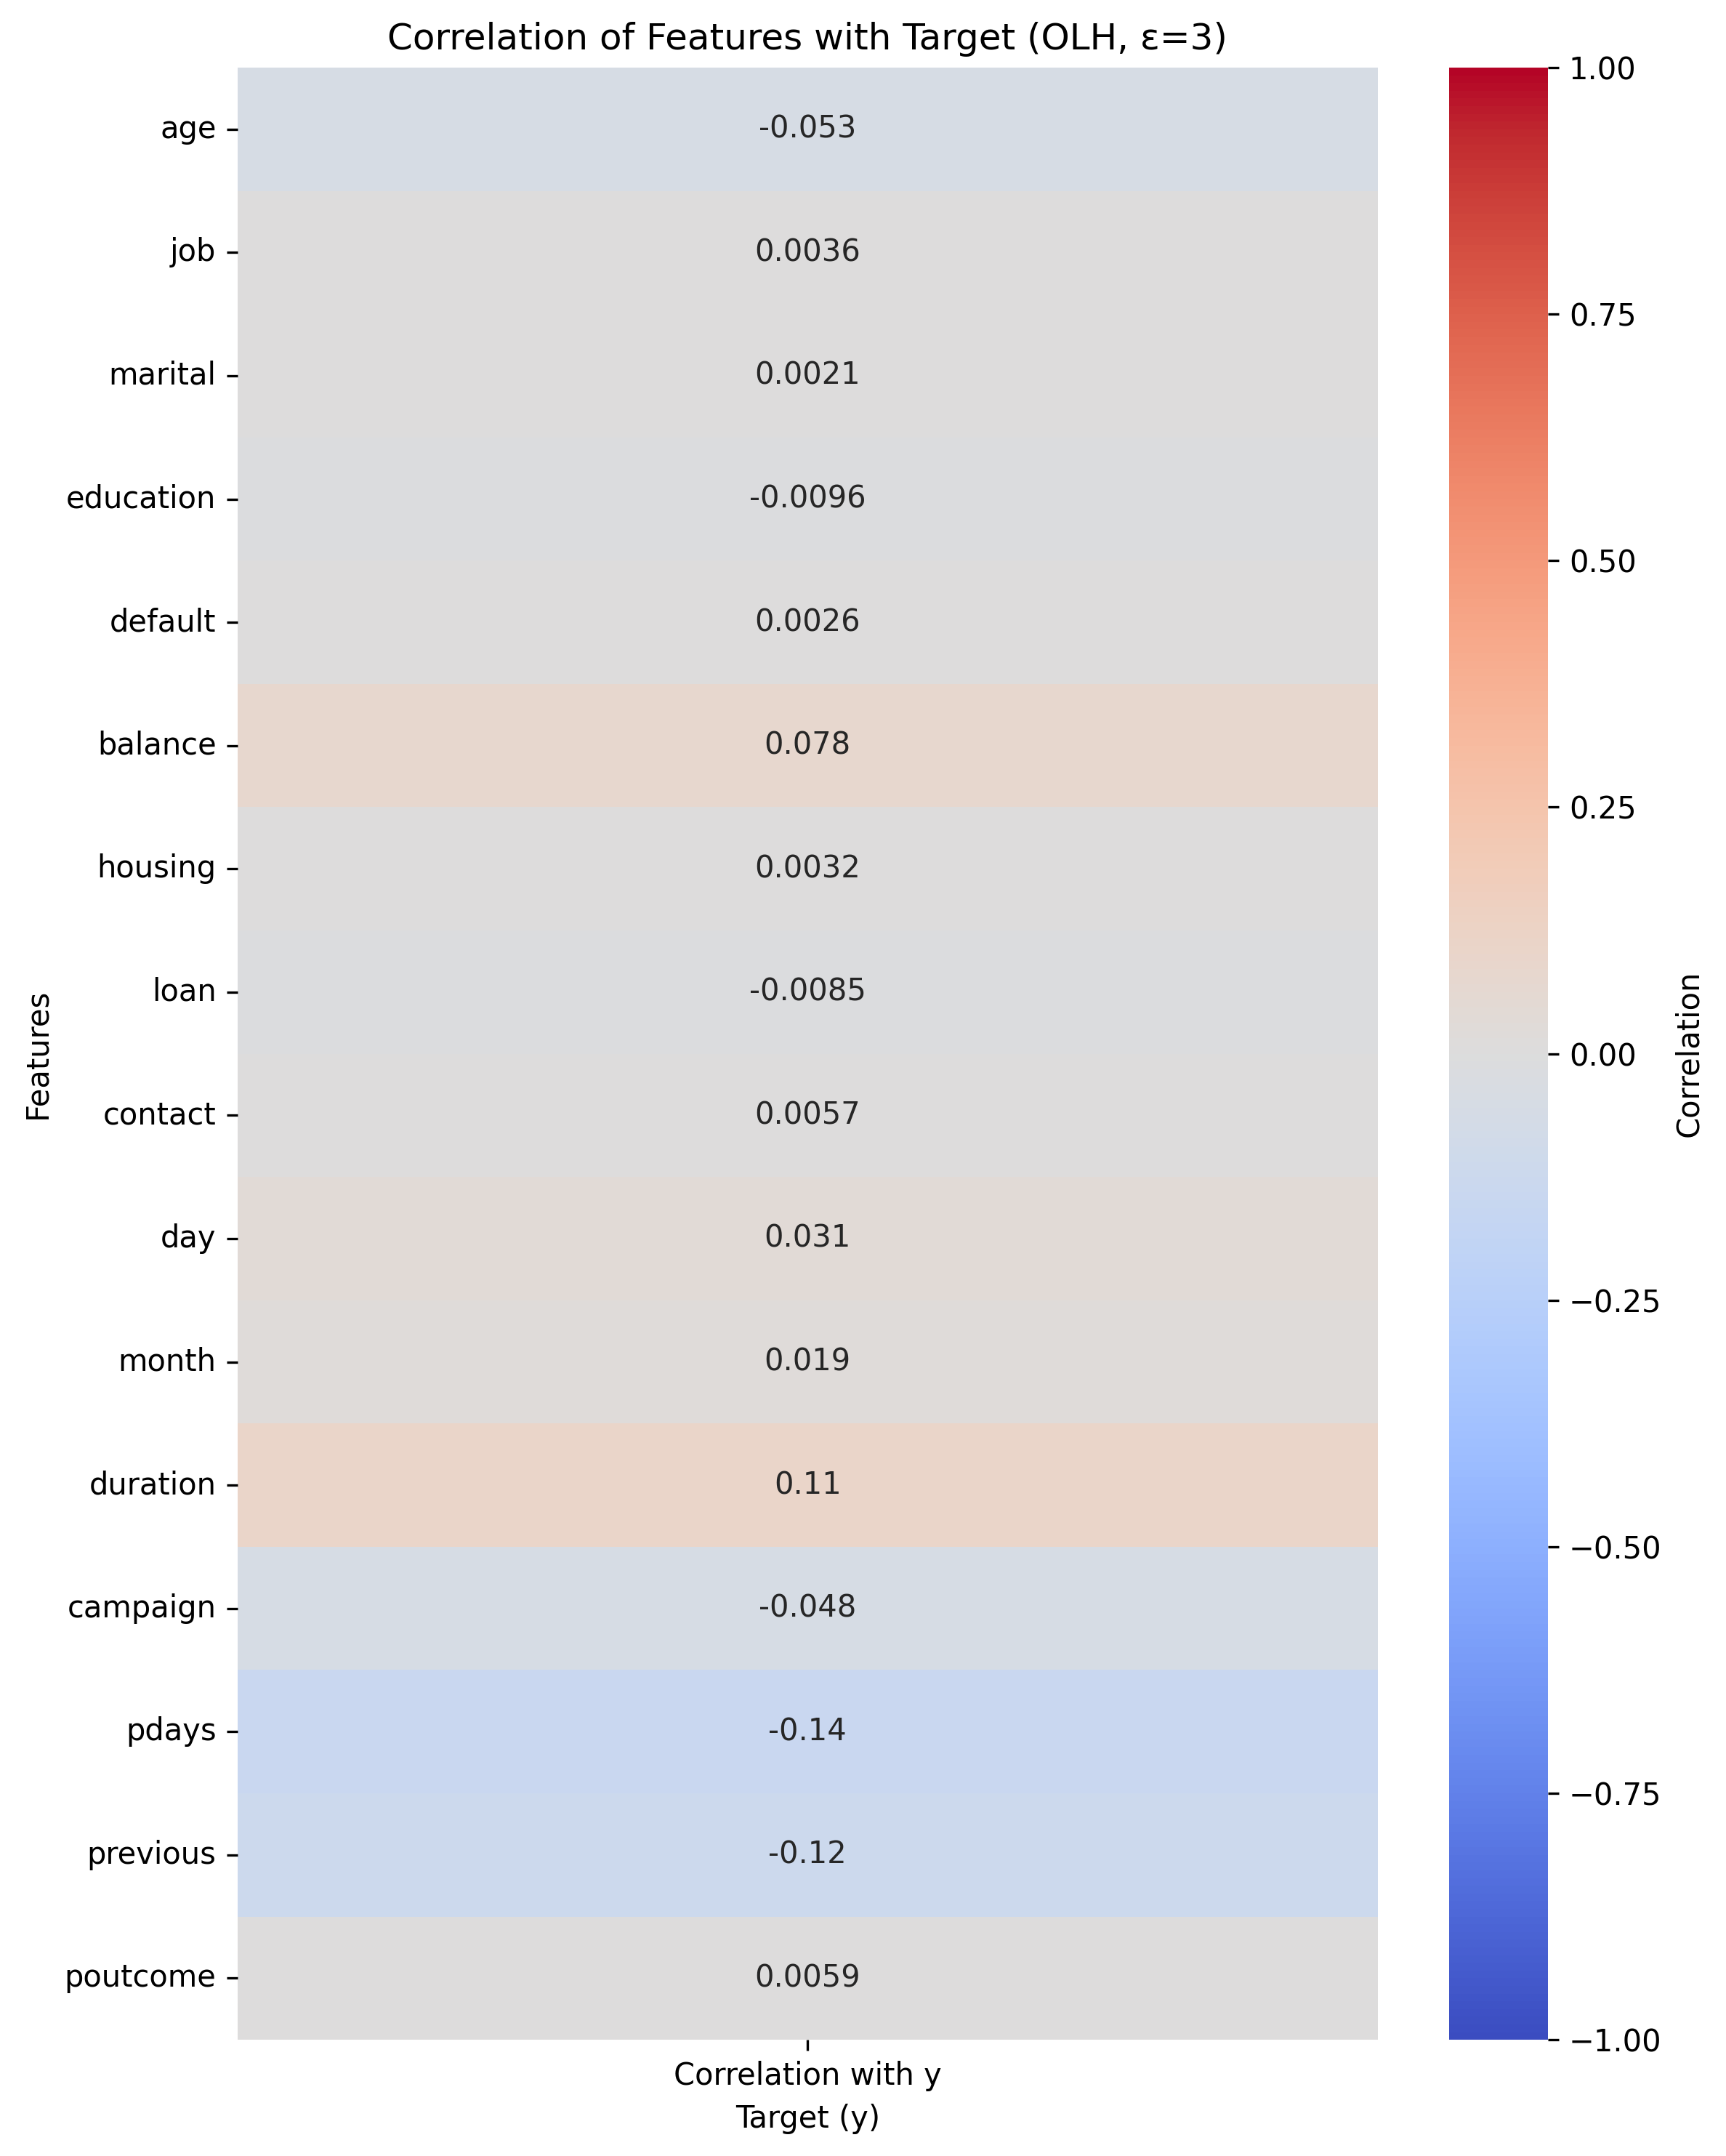 Correlation of Features with Target (OLH, ε=3)
age -0.053
job 0.0036
marital 0.0021
education -0.0096
default 0.0026
balance 0.078
housing 0.0032
loan -0.0085
contact 0.0057
day 0.031
month 0.019
duration 0.11
campaign -0.048
pdays -0.14
previous -0.12
poutcome 0.0059
Features
Correlation with y
Target (y)
1.00
0.75
0.50
0.25
0.00
−0.25
−0.50
−0.75
−1.00
Correlation